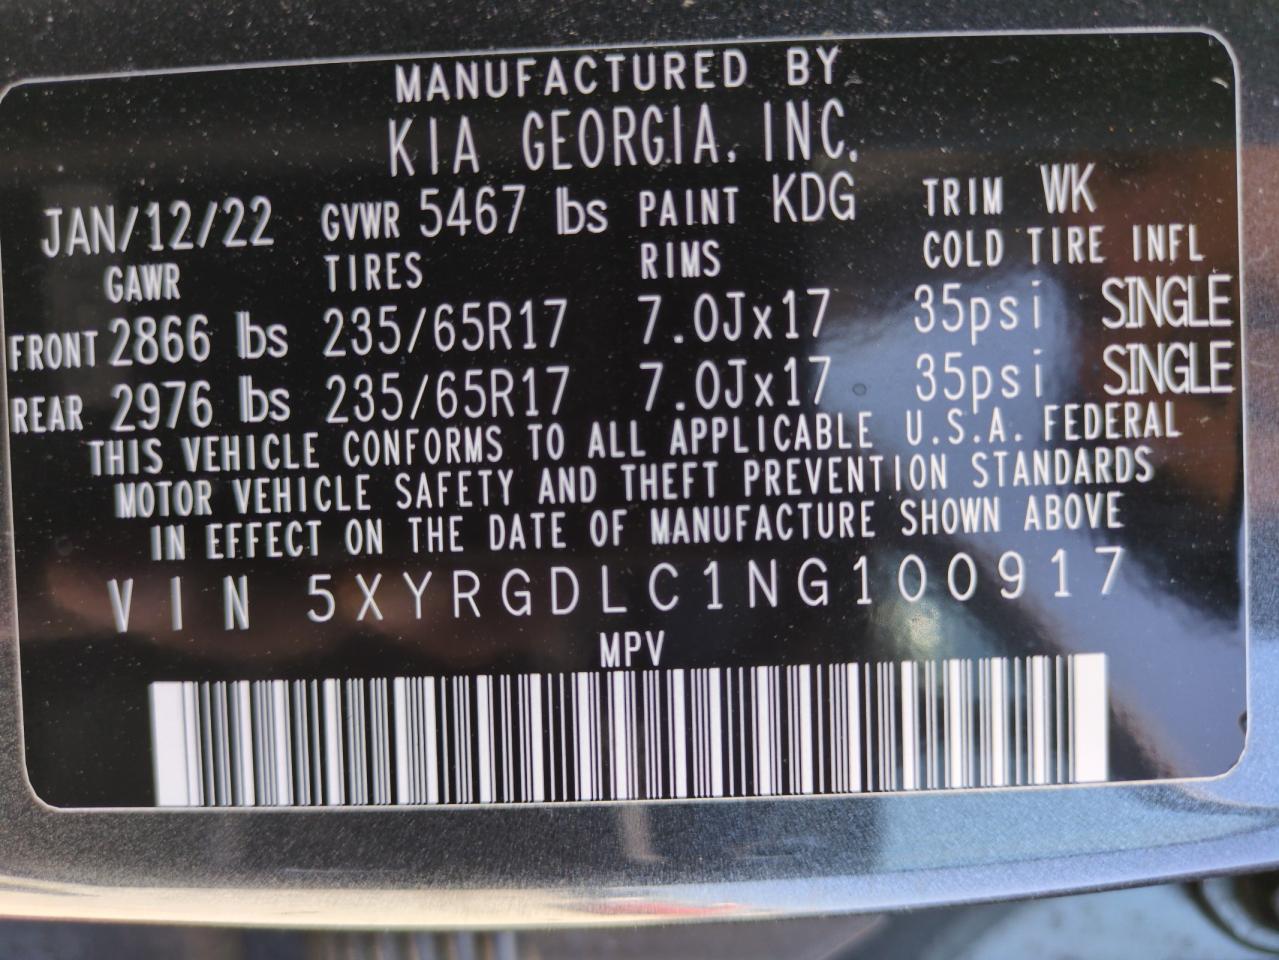 MANUFACTURED BY
KIA GEORGIA, INC.
JAN/12/22 GVWR 5467 lbs PAINT KDG TRIM WK
GAWR TIRES RIMS COLD TIRE INFL
FRONT 2866 lbs 235/65R17 7.0Jx17 35psi SINGLE
REAR 2976 lbs 235/65R17 7.0Jx17 35psi SINGLE
THIS VEHICLE CONFORMS TO ALL APPLICABLE U.S.A. FEDERAL
MOTOR VEHICLE SAFETY AND THEFT PREVENTION STANDARDS
IN EFFECT ON THE DATE OF MANUFACTURE SHOWN ABOVE
VIN 5XYRGDLC1NG100917
MPV